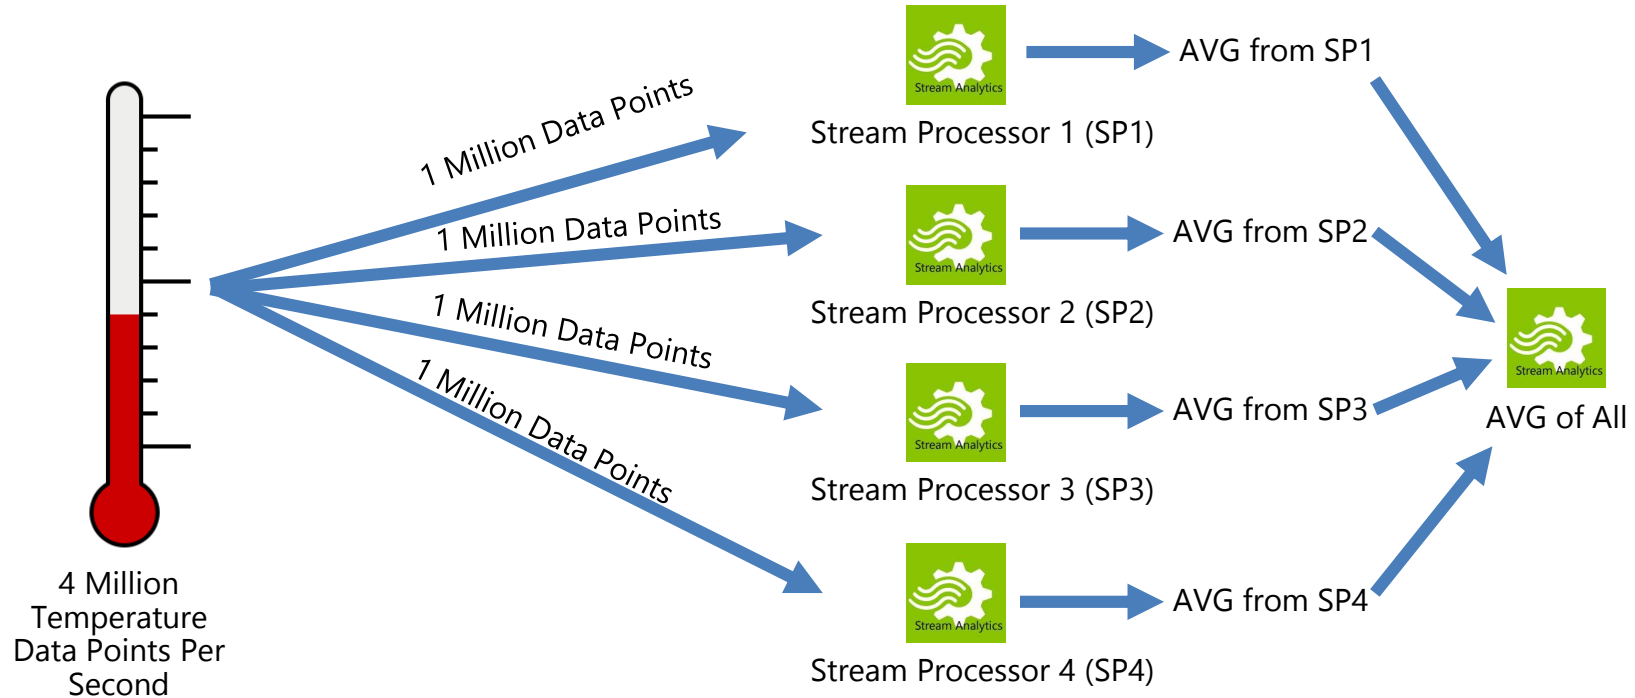 4 Million
Temperature
Data Points Per
Second
1 Million Data Points
1 Million Data Points
1 Million Data Points
1 Million Data Points
Stream Analytics
Stream Processor 1 (SP1)
AVG from SP1
Stream Analytics
Stream Processor 2 (SP2)
AVG from SP2
Stream Analytics
Stream Processor 3 (SP3)
AVG from SP3
Stream Analytics
Stream Processor 4 (SP4)
AVG from SP4
Stream Analytics
AVG of All